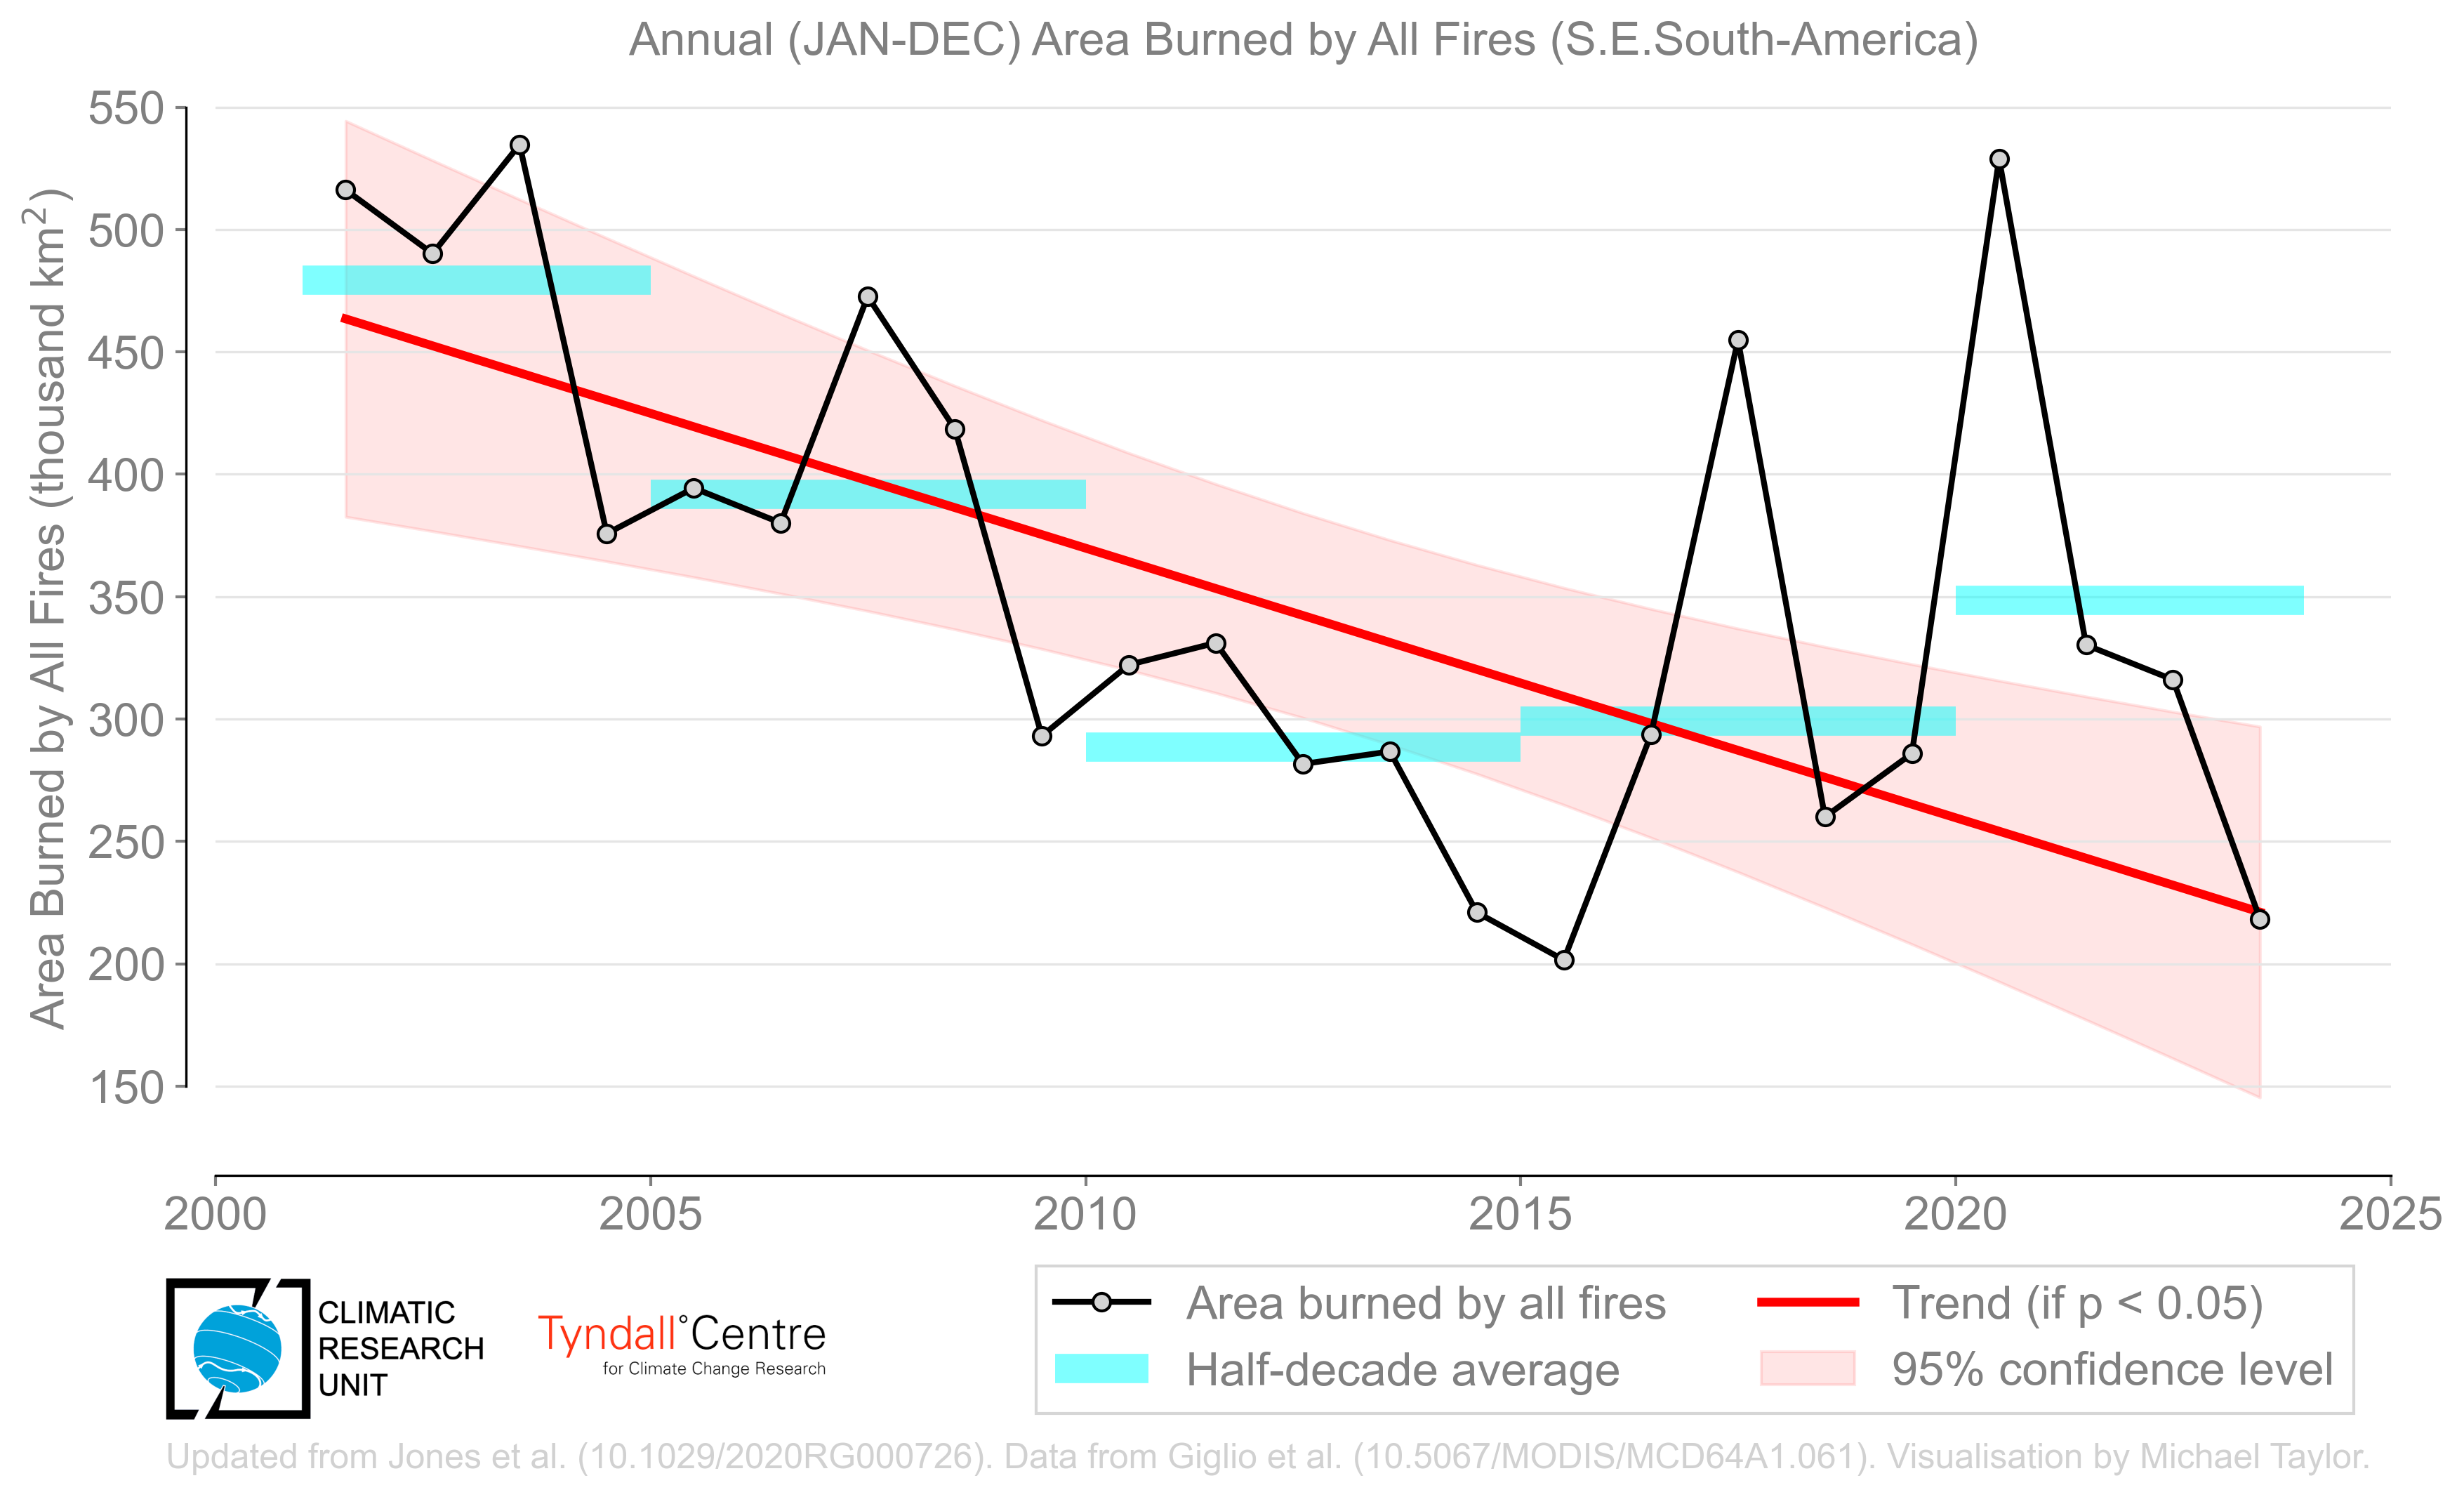 Annual (JAN-DEC) Area Burned by All Fires (S.E.South-America)
Area Burned by All Fires (thousand km²)
550
500
450
400
350
300
250
200
150
2000 2005 2010 2015 2020 2025
CLIMATIC
RESEARCH
UNIT
Tyndall°Centre
for Climate Change Research
Area burned by all fires
Half-decade average
Trend (if p < 0.05)
95% confidence level
Updated from Jones et al. (10.1029/2020RG000726). Data from Giglio et al. (10.5067/MODIS/MCD64A1.061). Visualisation by Michael Taylor.